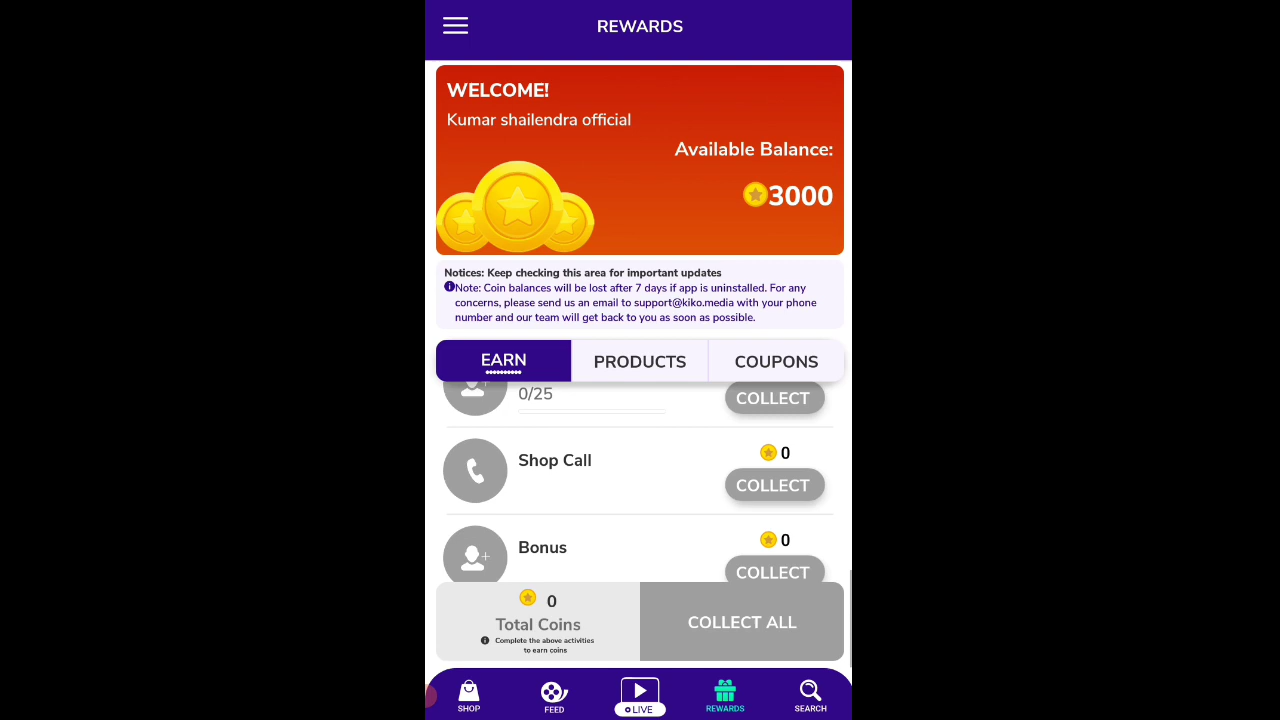 REWARDS
WELCOME!
Kumar shailendra official
Available Balance:
3000
Notices: Keep checking this area for important updates
Note: Coin balances will be lost after 7 days if app is uninstalled. For any
concerns, please send us an email to support@kiko.media with your phone
number and our team will get back to you as soon as possible.
EARN PRODUCTS COUPONS
0/25 COLLECT
Shop Call 0
COLLECT
Bonus 0
COLLECT
0
Total Coins
Complete the above activities
to earn coins
COLLECT ALL
SHOP FEED LIVE REWARDS SEARCH